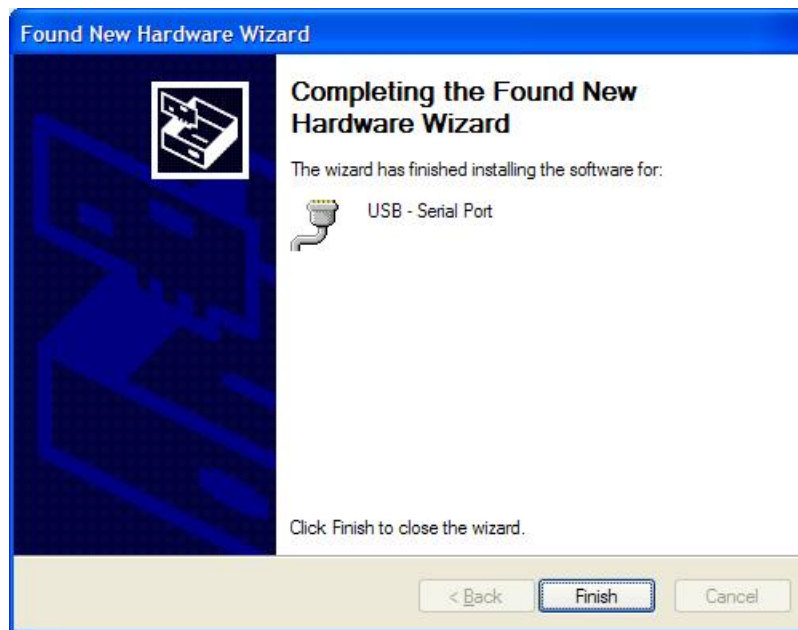 Found New Hardware Wizard
Completing the Found New
Hardware Wizard
The wizard has finished installing the software for:
USB - Serial Port
Click Finish to close the wizard.
< Back
Finish
Cancel